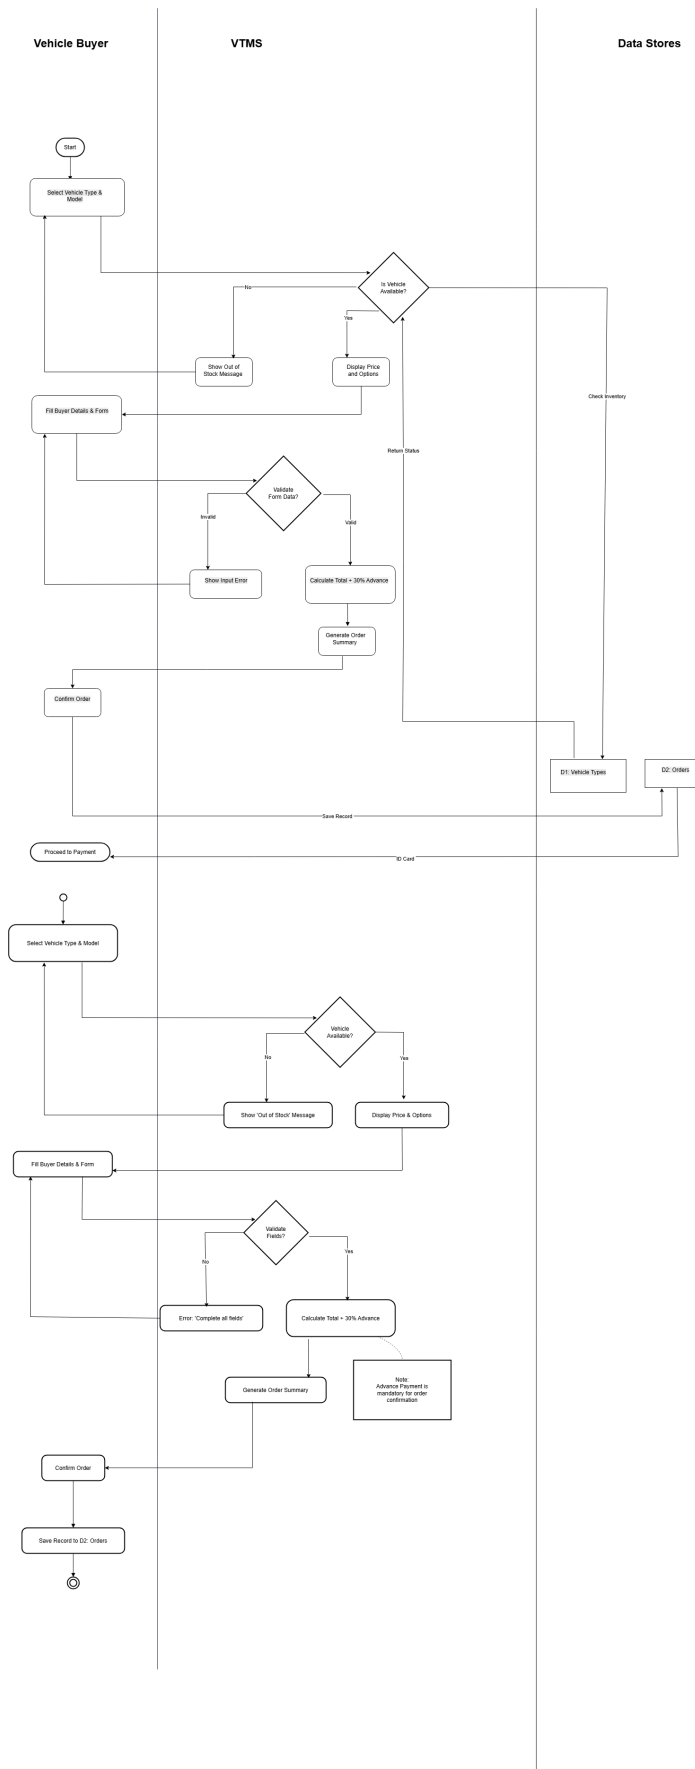 Vehicle Buyer
VTMS
Data Stores
Start
Select Vehicle Type &
Model
Is Vehicle
Available?
No
Yes
Show Out of
Stock Message
Display Price
and Options
Check Inventory
Fill Buyer Details & Form
Return Status
Validate
Form Data?
Invalid
Valid
Show Input Error
Calculate Total + 30% Advance
Generate Order
Summary
Confirm Order
D1: Vehicle Types
D2: Orders
Save Record
Proceed to Payment
ID Card
Select Vehicle Type & Model
Vehicle
Available?
No
Yes
Show 'Out of Stock' Message
Display Price & Options
Fill Buyer Details & Form
Validate
Fields?
No
Yes
Error: 'Complete all fields'
Calculate Total + 30% Advance
Note:
Advance Payment is
mandatory for order
confirmation
Generate Order Summary
Confirm Order
Save Record to D2: Orders